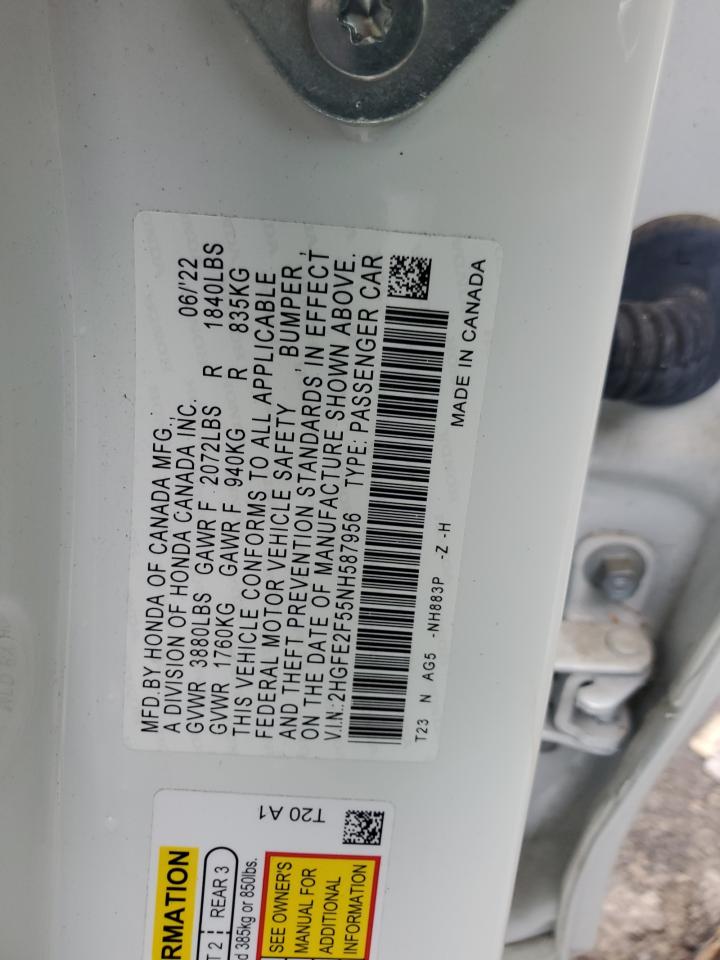 MFD.BY HONDA OF CANADA MFG.,
A DIVISION OF HONDA CANADA INC. 06/'22
GVWR 3880LBS GAWR F 2072LBS R 1840LBS
GVWR 1760KG GAWR F 940KG R 835KG
THIS VEHICLE CONFORMS TO ALL APPLICABLE
FEDERAL MOTOR VEHICLE SAFETY , BUMPER ,
AND THEFT PREVENTION STANDARDS IN EFFECT
ON THE DATE OF MANUFACTURE SHOWN ABOVE.
V.I.N.:2HGFE2F55NH587956 TYPE: PASSENGER CAR
T23 N AG5 -NH883P -Z -H
MADE IN CANADA
T20 A1
RMATION
T 2 REAR 3
d 385kg or 850lbs.
SEE OWNER'S
MANUAL FOR
ADDITIONAL
INFORMATION